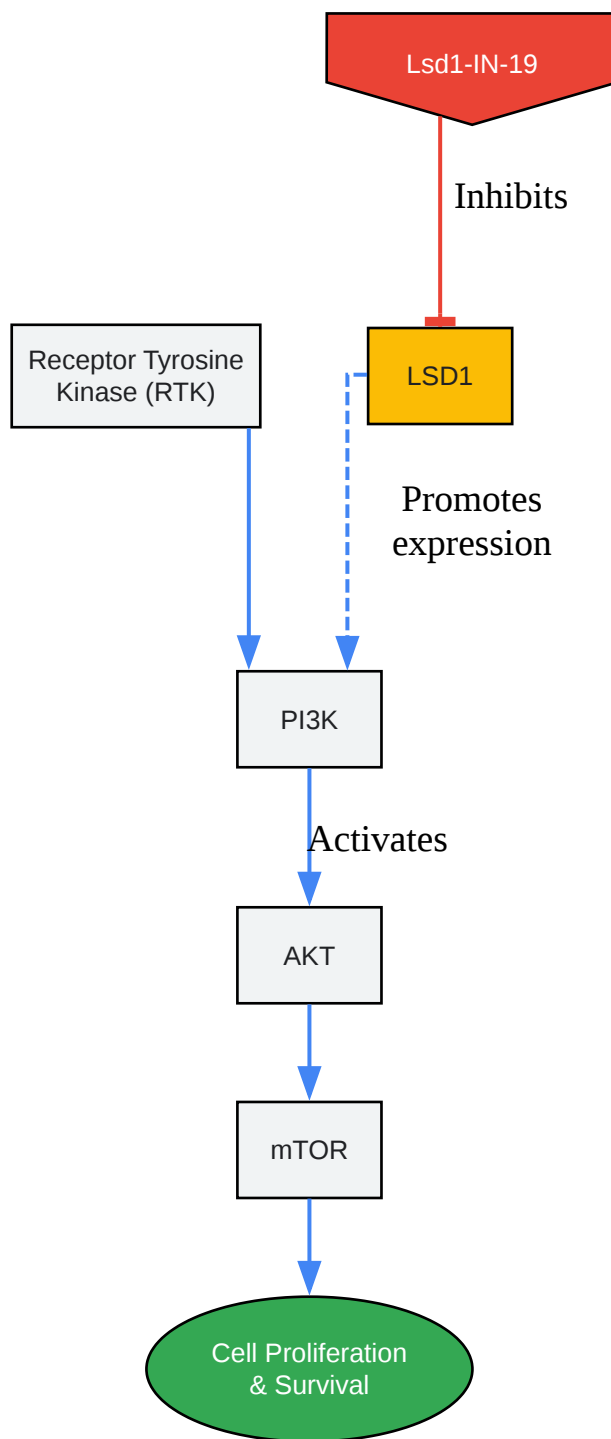 Lsd1-IN-19
Inhibits
Receptor Tyrosine
Kinase (RTK)
LSD1
Promotes
expression
PI3K
Activates
AKT
mTOR
Cell Proliferation
& Survival